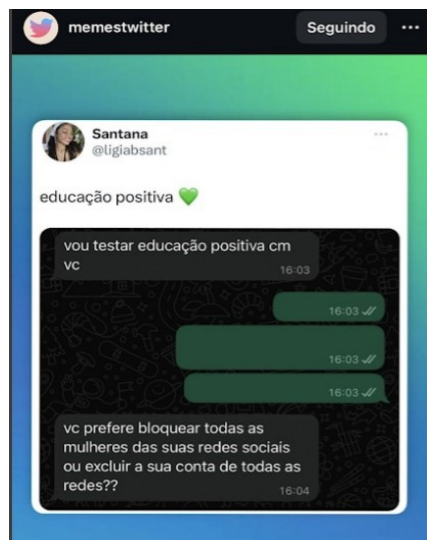 memestwitter
Seguindo
Santana
@ligiabsant
educação positiva 💚
vou testar educação positiva cm
vc
16:03
16:03
16:03
16:03
vc prefere bloquear todas as
mulheres das suas redes sociais
ou excluir a sua conta de todas as
redes??
16:04